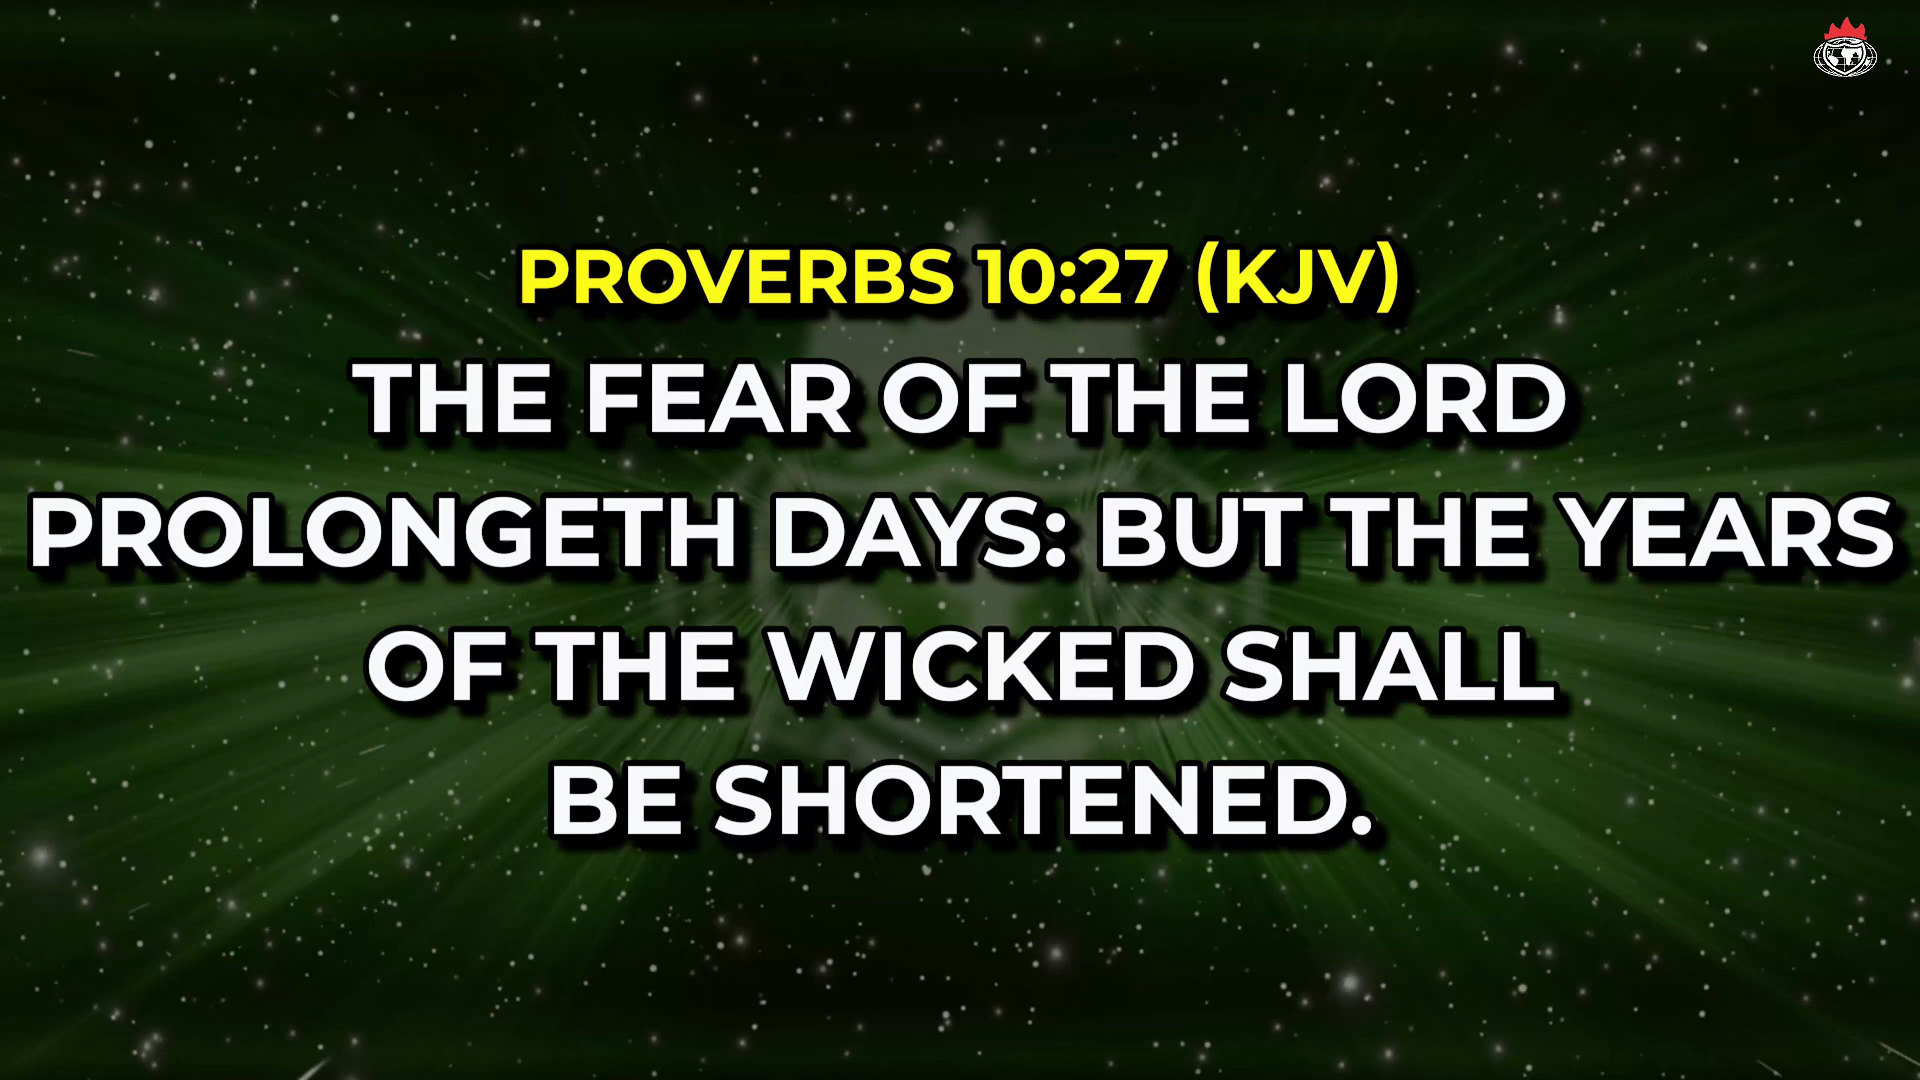 PROVERBS 10:27 (KJV)
THE FEAR OF THE LORD
PROLONGETH DAYS: BUT THE YEARS
OF THE WICKED SHALL
BE SHORTENED.